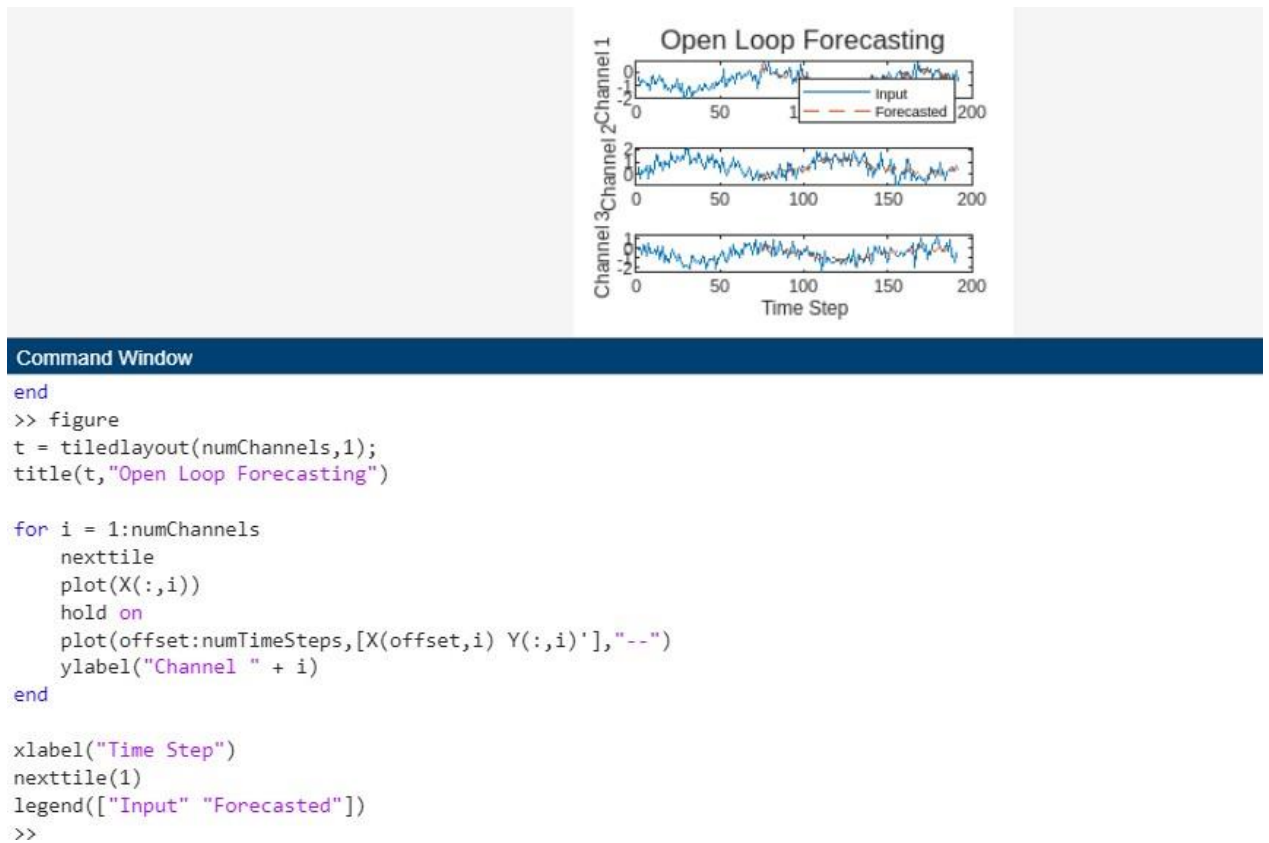 Open Loop Forecasting
Channel 1
0
-1
-2
Input
Forecasted
0 50 1 200
Channel 2
2
1
0
0 50 100 150 200
Channel 3
1
0
-1
-2
0 50 100 150 200
Time Step
Command Window
end
>> figure
t = tiledlayout(numChannels,1);
title(t,"Open Loop Forecasting")
for i = 1:numChannels
    nexttile
    plot(X(:,i))
    hold on
    plot(offset:numTimeSteps,[X(offset,i) Y(:,i)'],"--")
    ylabel("Channel " + i)
end
xlabel("Time Step")
nexttile(1)
legend(["Input" "Forecasted"])
>>